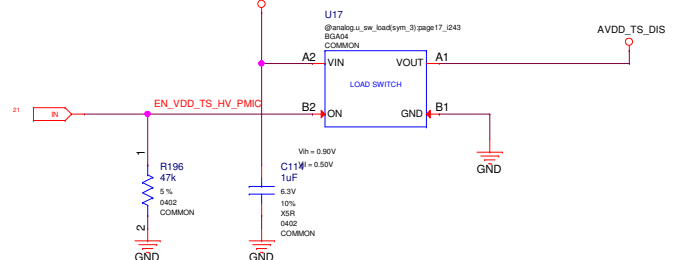 U17
@analog.u_sw_load(sym_3):page17_i243
BGA04
COMMON
AVDD_TS_DIS
A2
VIN
VOUT
A1
LOAD SWITCH
21
IN
EN_VDD_TS_HV_PMIC
B2
ON
GND
B1
GND
Vih = 0.90V
= 0.50V
1
R196
47k
5 %
0402
COMMON
2
GND
C114
1uF
6.3V
10%
X5R
0402
COMMON
GND